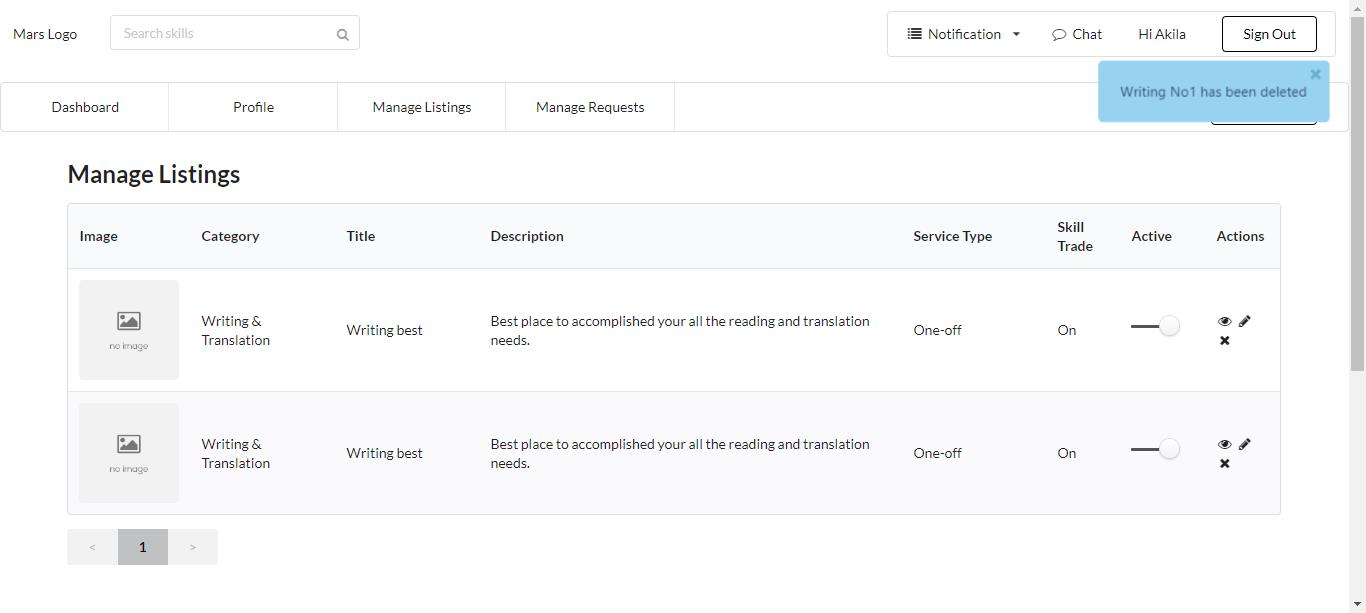 Mars Logo
Search skills
Notification
Chat
Hi Akila
Sign Out
Writing No1 has been deleted
Dashboard
Profile
Manage Listings
Manage Requests
Manage Listings
Image
Category
Title
Description
Service Type
Skill
Trade
Active
Actions
no image
Writing &
Translation
Writing best
Best place to accomplished your all the reading and translation
needs.
One-off
On
no image
Writing &
Translation
Writing best
Best place to accomplished your all the reading and translation
needs.
One-off
On
< 1 >